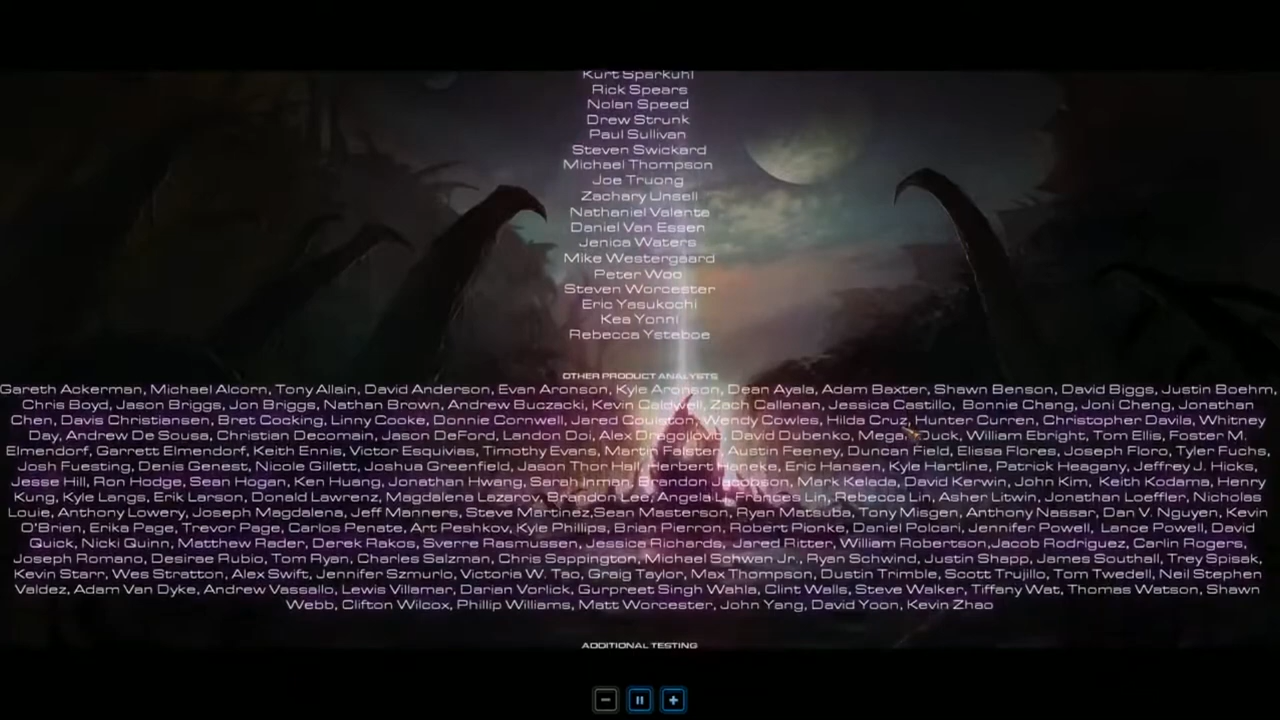 Kurt Sparkuhl
Rick Spears
Nolan Speed
Drew Strunk
Paul Sullivan
Steven Swickard
Michael Thompson
Joe Truong
Zachary Unsell
Nathaniel Valenta
Daniel Van Essen
Jenica Waters
Mike Westergaard
Peter Woo
Steven Worcester
Eric Yasukochi
Kea Yonni
Rebecca Ysteboe
OTHER PRODUCT ANALYSTS
Gareth Ackerman, Michael Alcorn, Tony Allain, David Anderson, Evan Aronson, Kyle Aronson, Dean Ayala, Adam Baxter, Shawn Benson, David Biggs, Justin Boehm,
Chris Boyd, Jason Briggs, Jon Briggs, Nathan Brown, Andrew Buczacki, Kevin Caldwell, Zach Callanan, Jessica Castillo, Bonnie Chang, Joni Cheng, Jonathan
Chen, Davis Christiansen, Bret Cocking, Linny Cooke, Donnie Cornwell, Jared Wendy Cowles, Hilda Cruz, Hunter Curren, Christopher Davila, Whitney
Day, Andrew De Sousa, Christian Decomain, Jason DeFord, Landon Doi, Alex Dragojlovic, David Dubenko, Megan Duck, William Ebright, Tom Ellis, Foster M.
Elmendorf, Garrett Elmendorf, Keith Ennis, Victor Esquivias, Timothy Evans, Martin Austin Feeney, Duncan Field, Elissa Flores, Joseph Floro, Tyler Fuchs,
Josh Fuesting, Denis Genest, Nicole Gillett, Joshua Greenfield, Jason Thor Hall, Herbert Haneka, Eric Hansen, Kyle Hartline, Patrick Heagany, Jeffrey J. Hicks,
Jesse Hill, Ron Hodge, Sean Hogan, Ken Huang, Jonathan Hwang, Sarah Inman, Brandon Jacobson, Mark Kelada, David Kerwin, John Kim, Keith Kodama, Henry
Kung, Kyle Langs, Erik Larson, Donald Lawrenz, Magdalena Lazarov, Brandon Lee, Angela Lin, Rebecca Lin, Asher Litwin, Jonathan Loeffler, Nicholas
Louie, Anthony Lowery, Joseph Magdalena, Jeff Manners, Steve Martinez,Sean Masterson, Ryan Matsuba, Tony Misgen, Anthony Nassar, Dan V. Nguyen, Kevin
O'Brien, Erika Page, Trevor Page, Carlos Penate, Art Peshkov, Kyle Phillips, Brian Pierron, Robert Pionke, Daniel Polcari, Jennifer Powell, Lance Powell, David
Quick, Nicki Quinn, Matthew Rader, Derek Rakos, Sverre Rasmussen, Jessica Richards, Jared Ritter, William Robertson,Jacob Rodriguez, Carlin Rogers,
Joseph Romano, Desirae Rubio, Tom Ryan, Charles Salzman, Chris Sappington, Michael Schwan Jr., Ryan Schwind, Justin Shapp, James Southall, Trey Spisak,
Kevin Starr, Wes Stratton, Alex Swift, Jennifer Szmurlo, Victoria W. Tao, Graig Taylor, Max Thompson, Dustin Trimble, Scott Trujillo, Tom Twedell, Neil Stephen
Valdez, Adam Van Dyke, Andrew Vassallo, Lewis Villamar, Darian Vorlick, Gurpreet Singh Wahla, Clint Walls, Steve Walker, Tiffany Wat, Thomas Watson, Shawn
Webb, Clifton Wilcox, Phillip Williams, Matt Worcester, John Yang, David Yoon, Kevin Zhao
ADDITIONAL TESTING